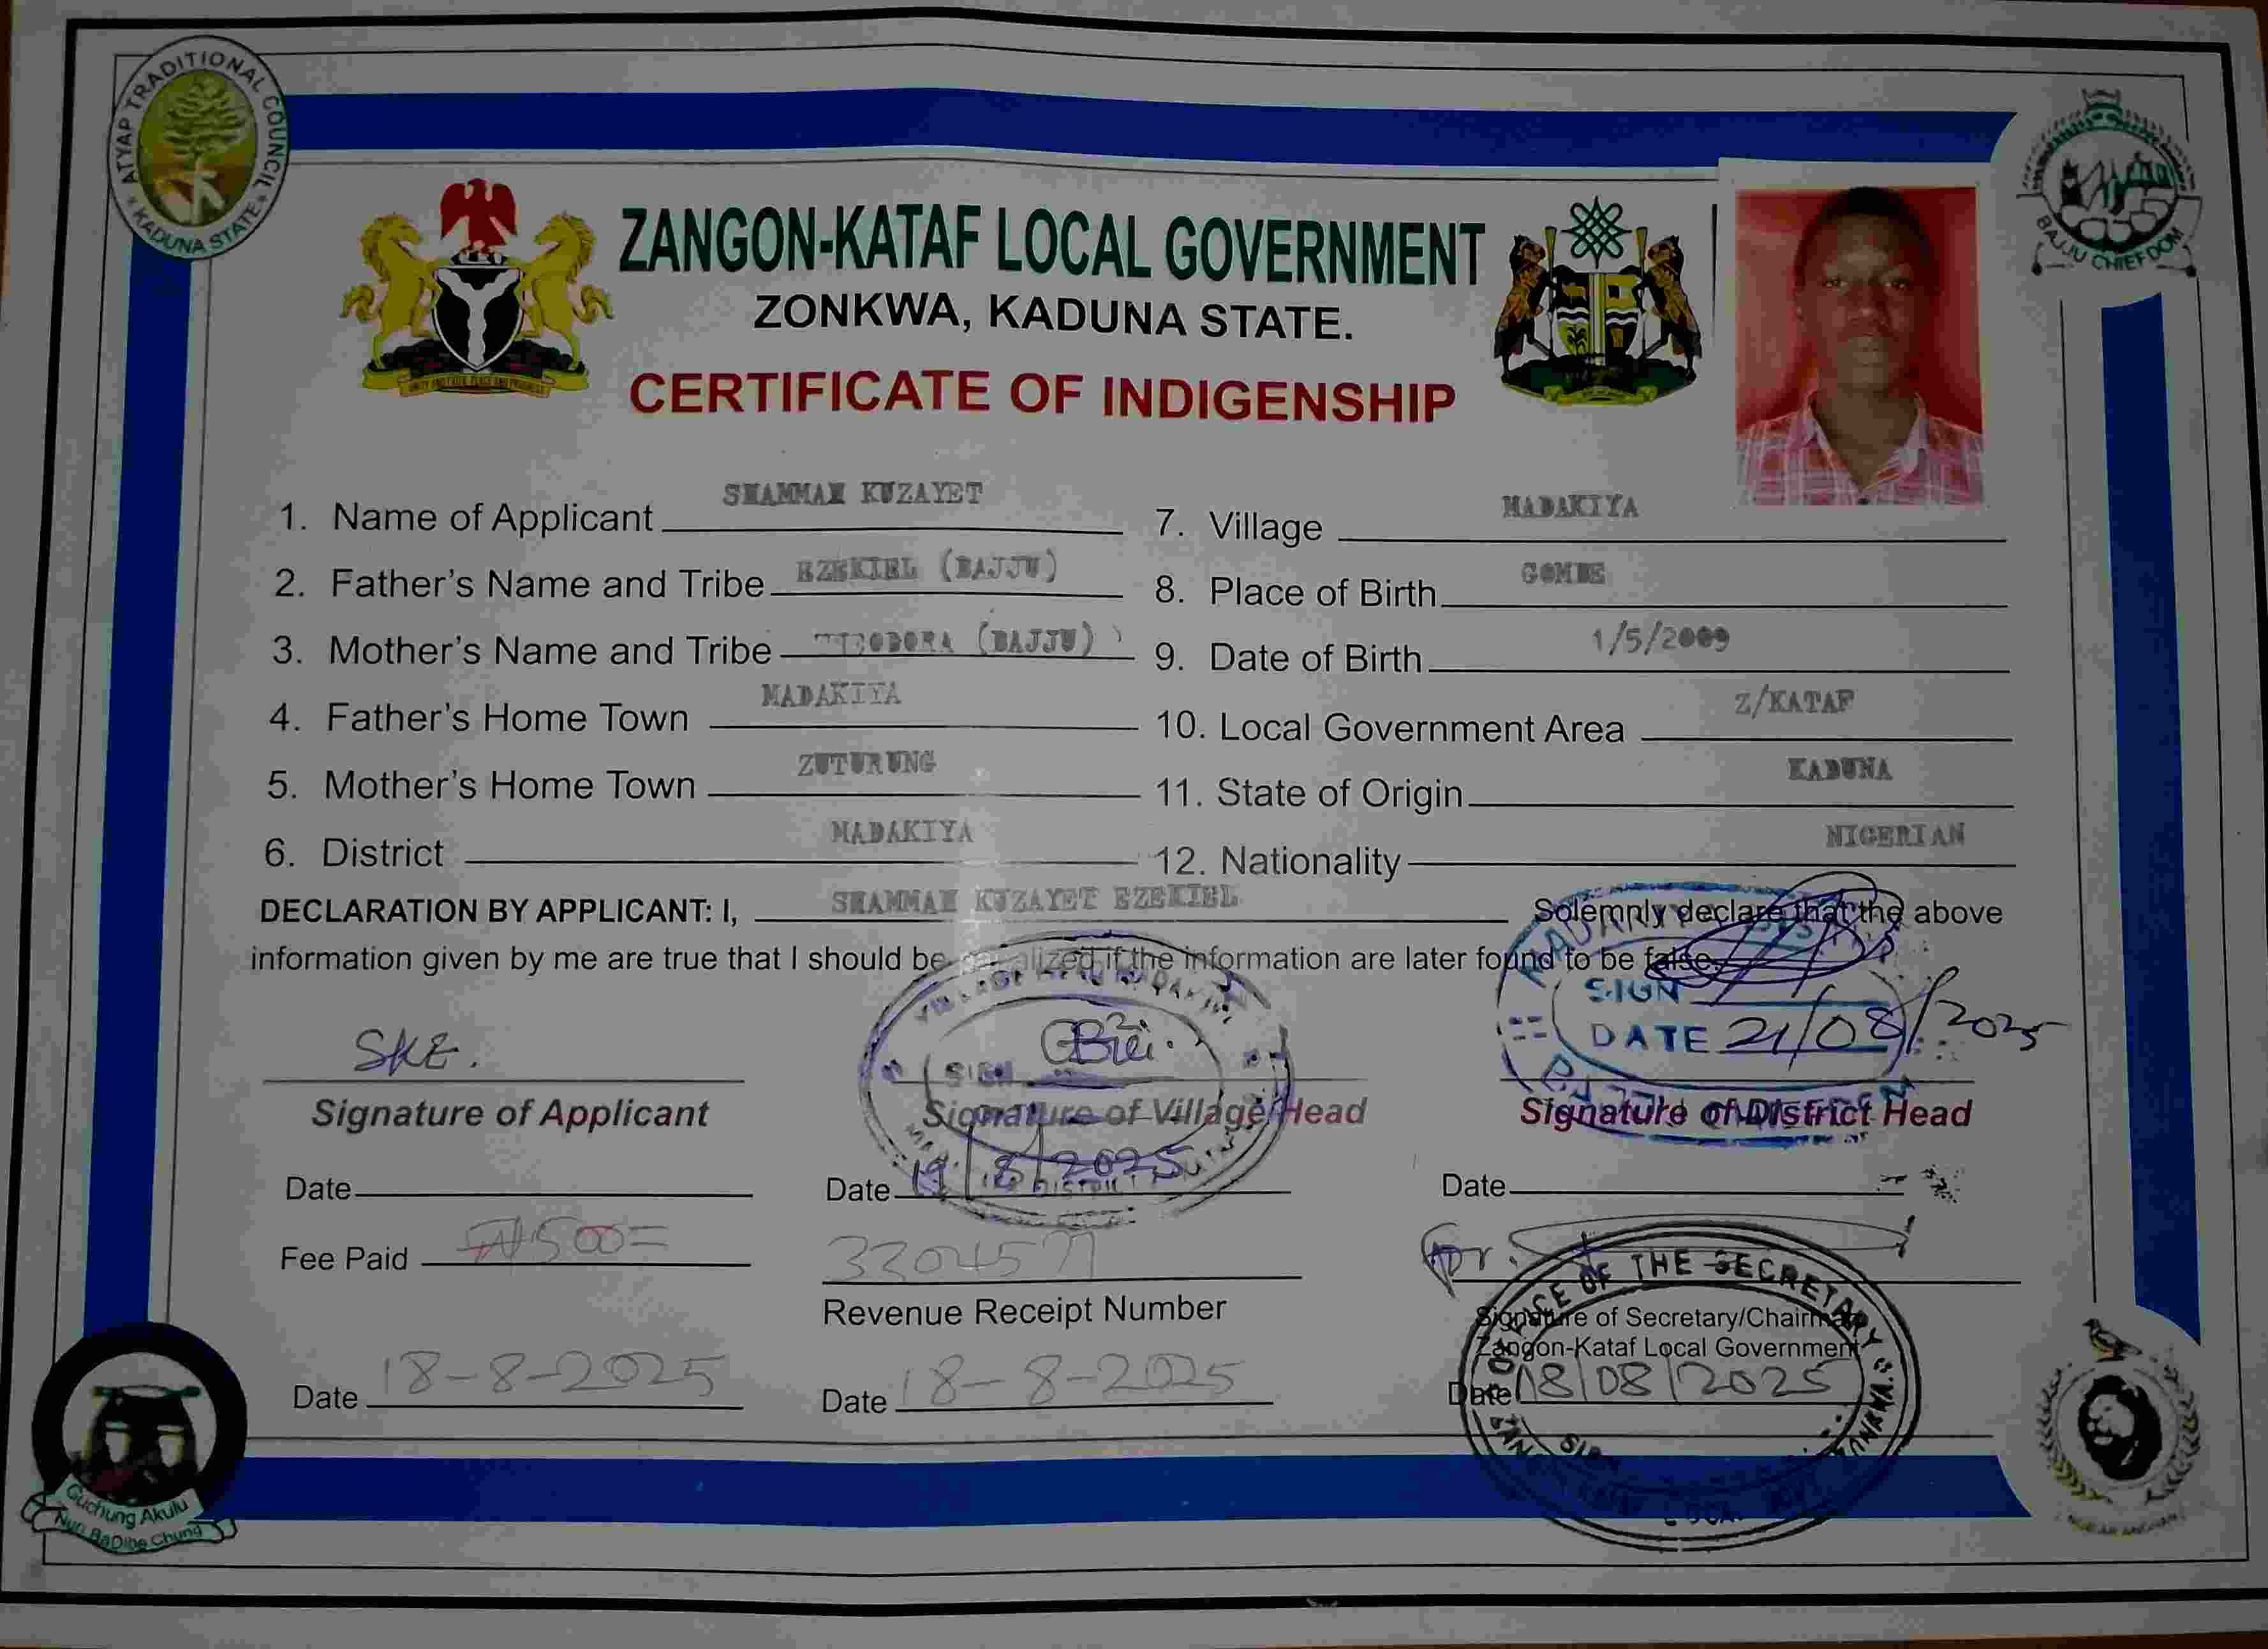 ATYAP TRADITIONAL COUNCIL
KADUNA STATE
BAJJU CHIEFDOM
ZANGON-KATAF LOCAL GOVERNMENT
ZONKWA, KADUNA STATE.
CERTIFICATE OF INDIGENSHIP
1. Name of Applicant SHAMMAH KUZAYET
2. Father's Name and Tribe EZEKIEL (BAJJU)
3. Mother's Name and Tribe THEODORA (BAJJU)
4. Father's Home Town MADAKIYA
5. Mother's Home Town ZUTURUNG
6. District MADAKIYA
7. Village MADAKIYA
8. Place of Birth GOMBE
9. Date of Birth 1/5/2009
10. Local Government Area Z/KATAF
11. State of Origin KADUNA
12. Nationality NIGERIAN
DECLARATION BY APPLICANT: I, SHAMMAH KUZAYET EZEKIEL Solemnly declare that the above
information given by me are true that I should be if the information are later found to be false.
SKE.
Signature of Applicant
SIGN
Signature of Village Head
SIGN
DATE 21/08/2025
Signature of District Head
Date
Date 19/8/2025
Date
Fee Paid ₦500=
Revenue Receipt Number
For:
OFFICE OF THE SECRETARY
Signature of Secretary/Chairman
Zangon-Kataf Local Government
Date 18-8-2025
Date 18-8-2025
Date 18/08/2025
Guchung Akulu
Nun BaDibe Chung